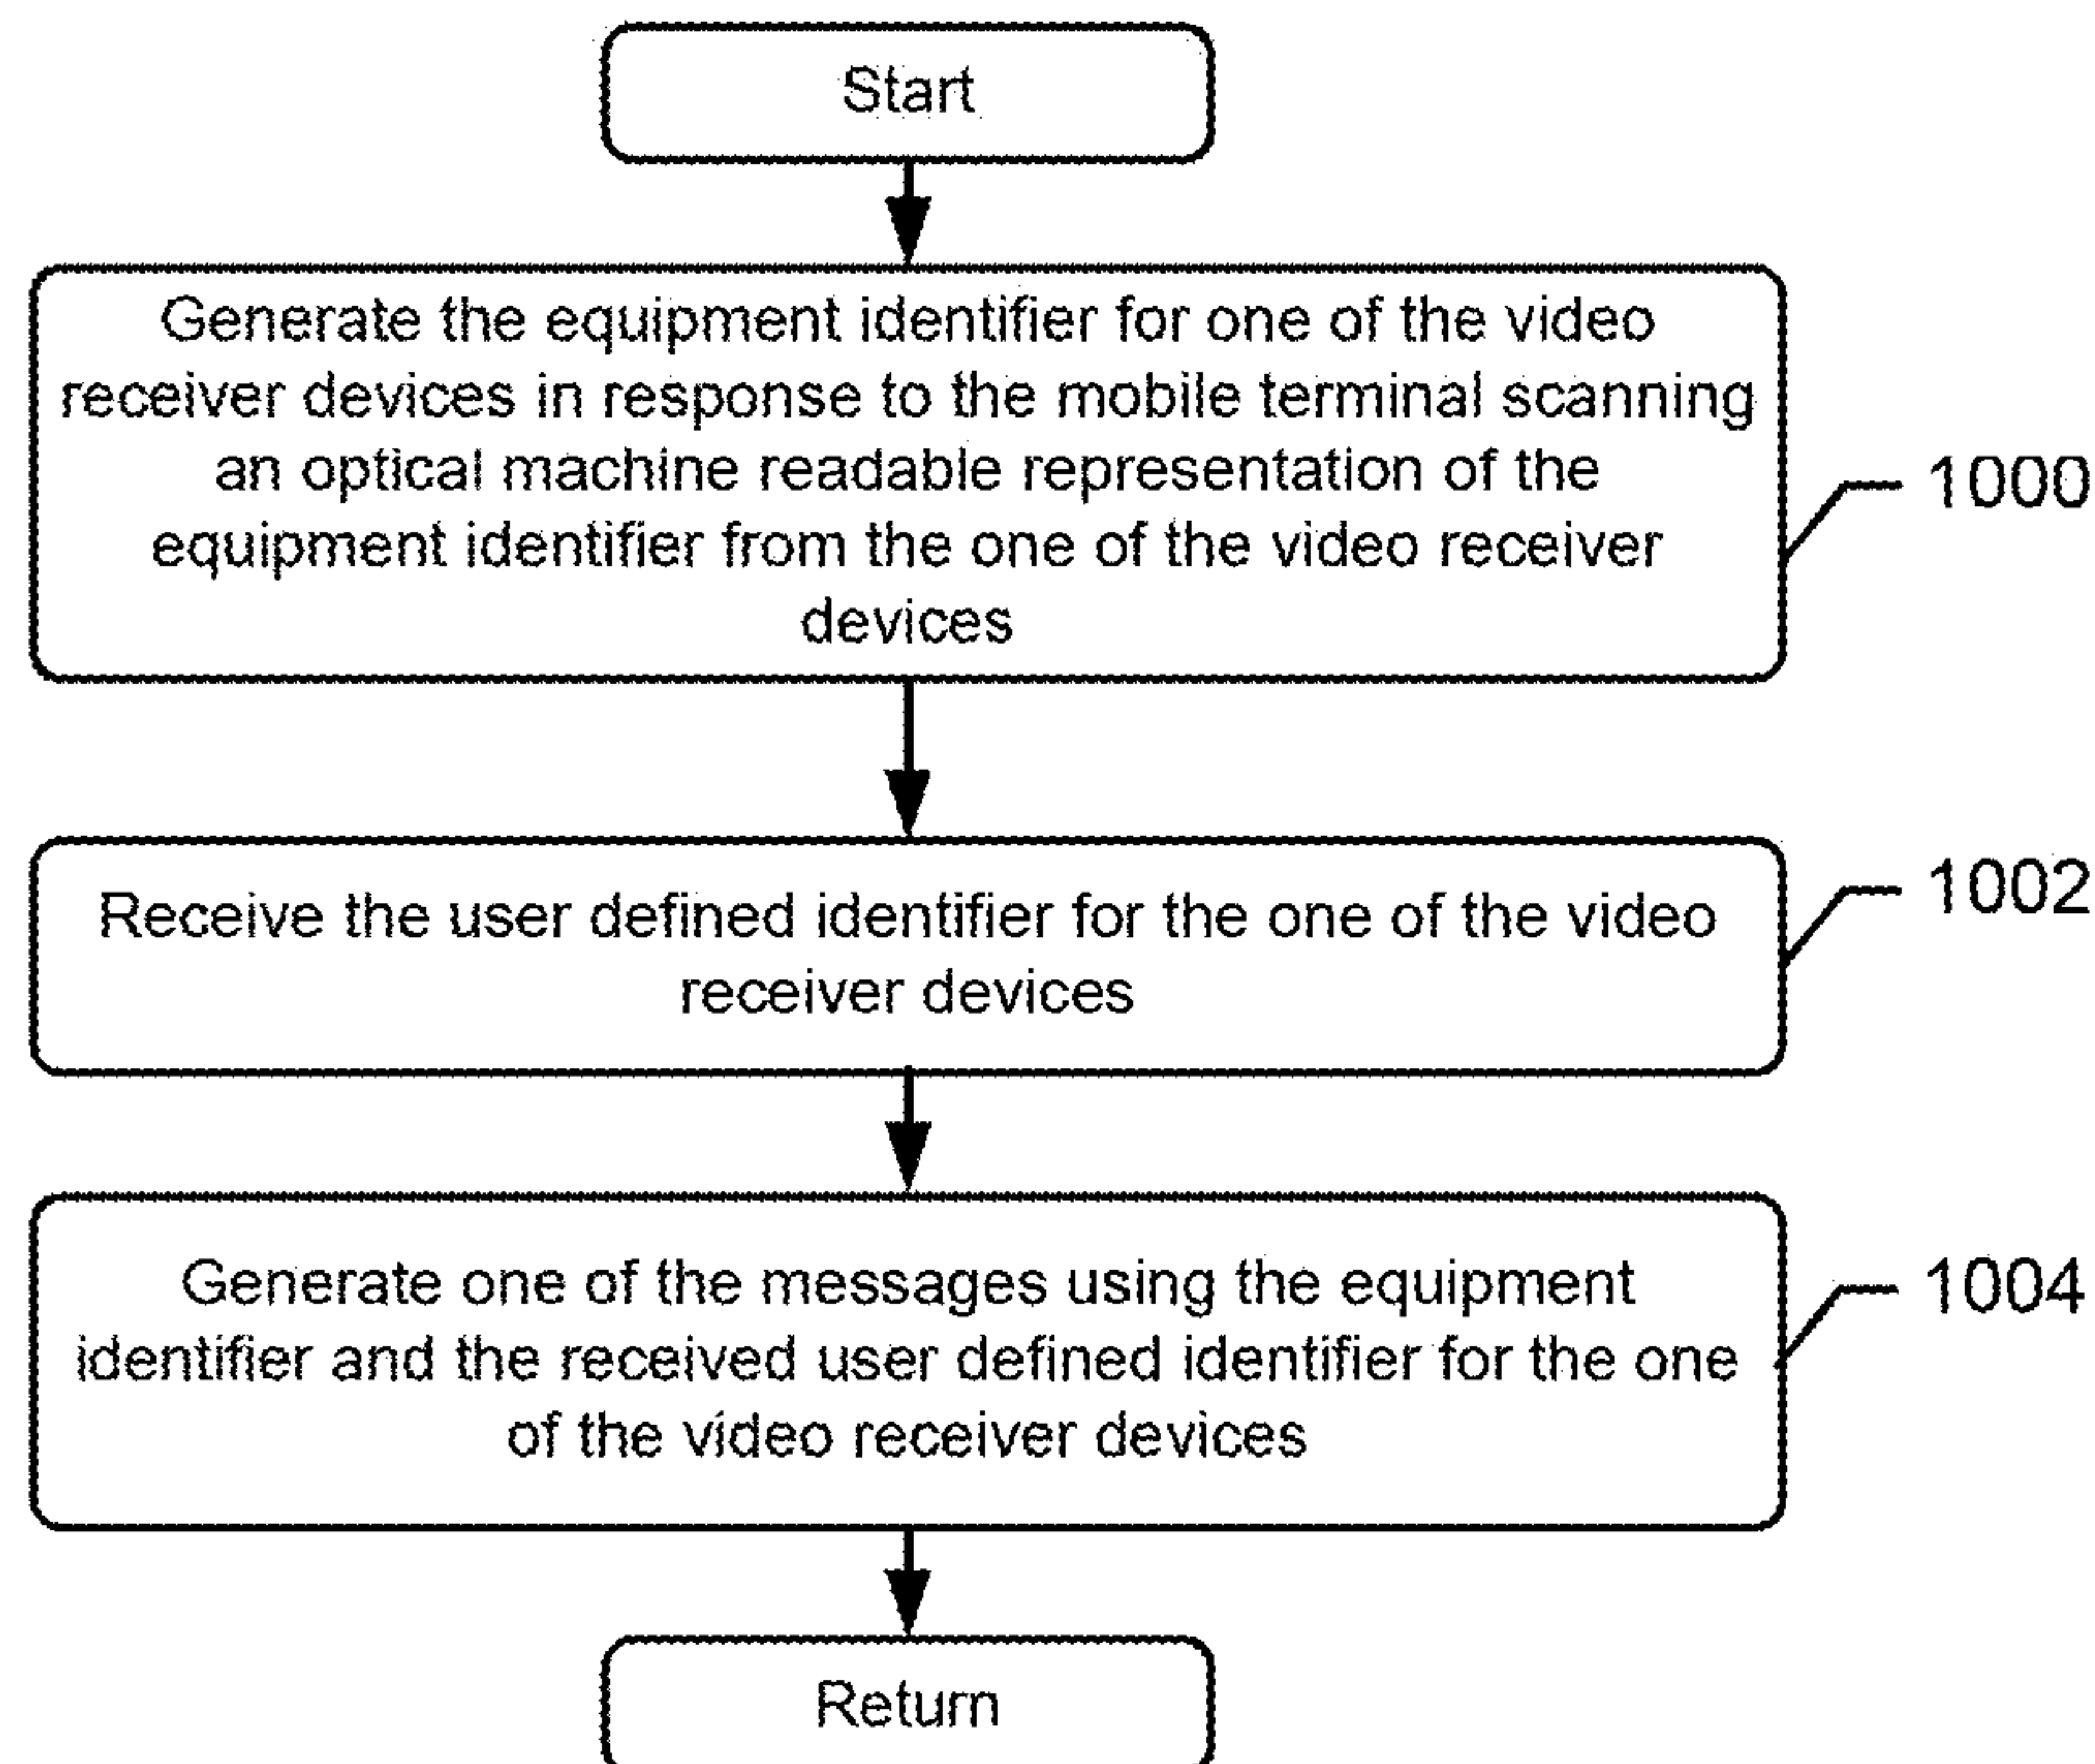 Start
Generate the equipment identifier for one of the video
receiver devices in response to the mobile terminal scanning
an optical machine readable representation of the
equipment identifier from the one of the video receiver
devices
1000
Receive the user defined identifier for the one of the video
receiver devices
1002
Generate one of the messages using the equipment
identifier and the received user defined identifier for the one
of the video receiver devices
1004
Return